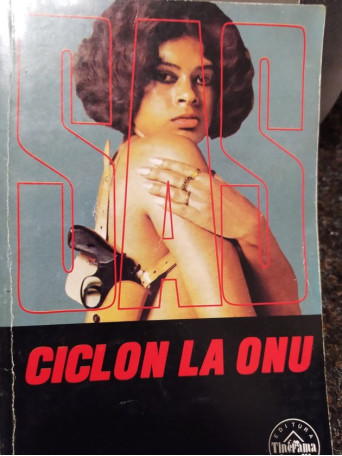 SAS
CICLON LA ONU
EDITURA
Tinerama